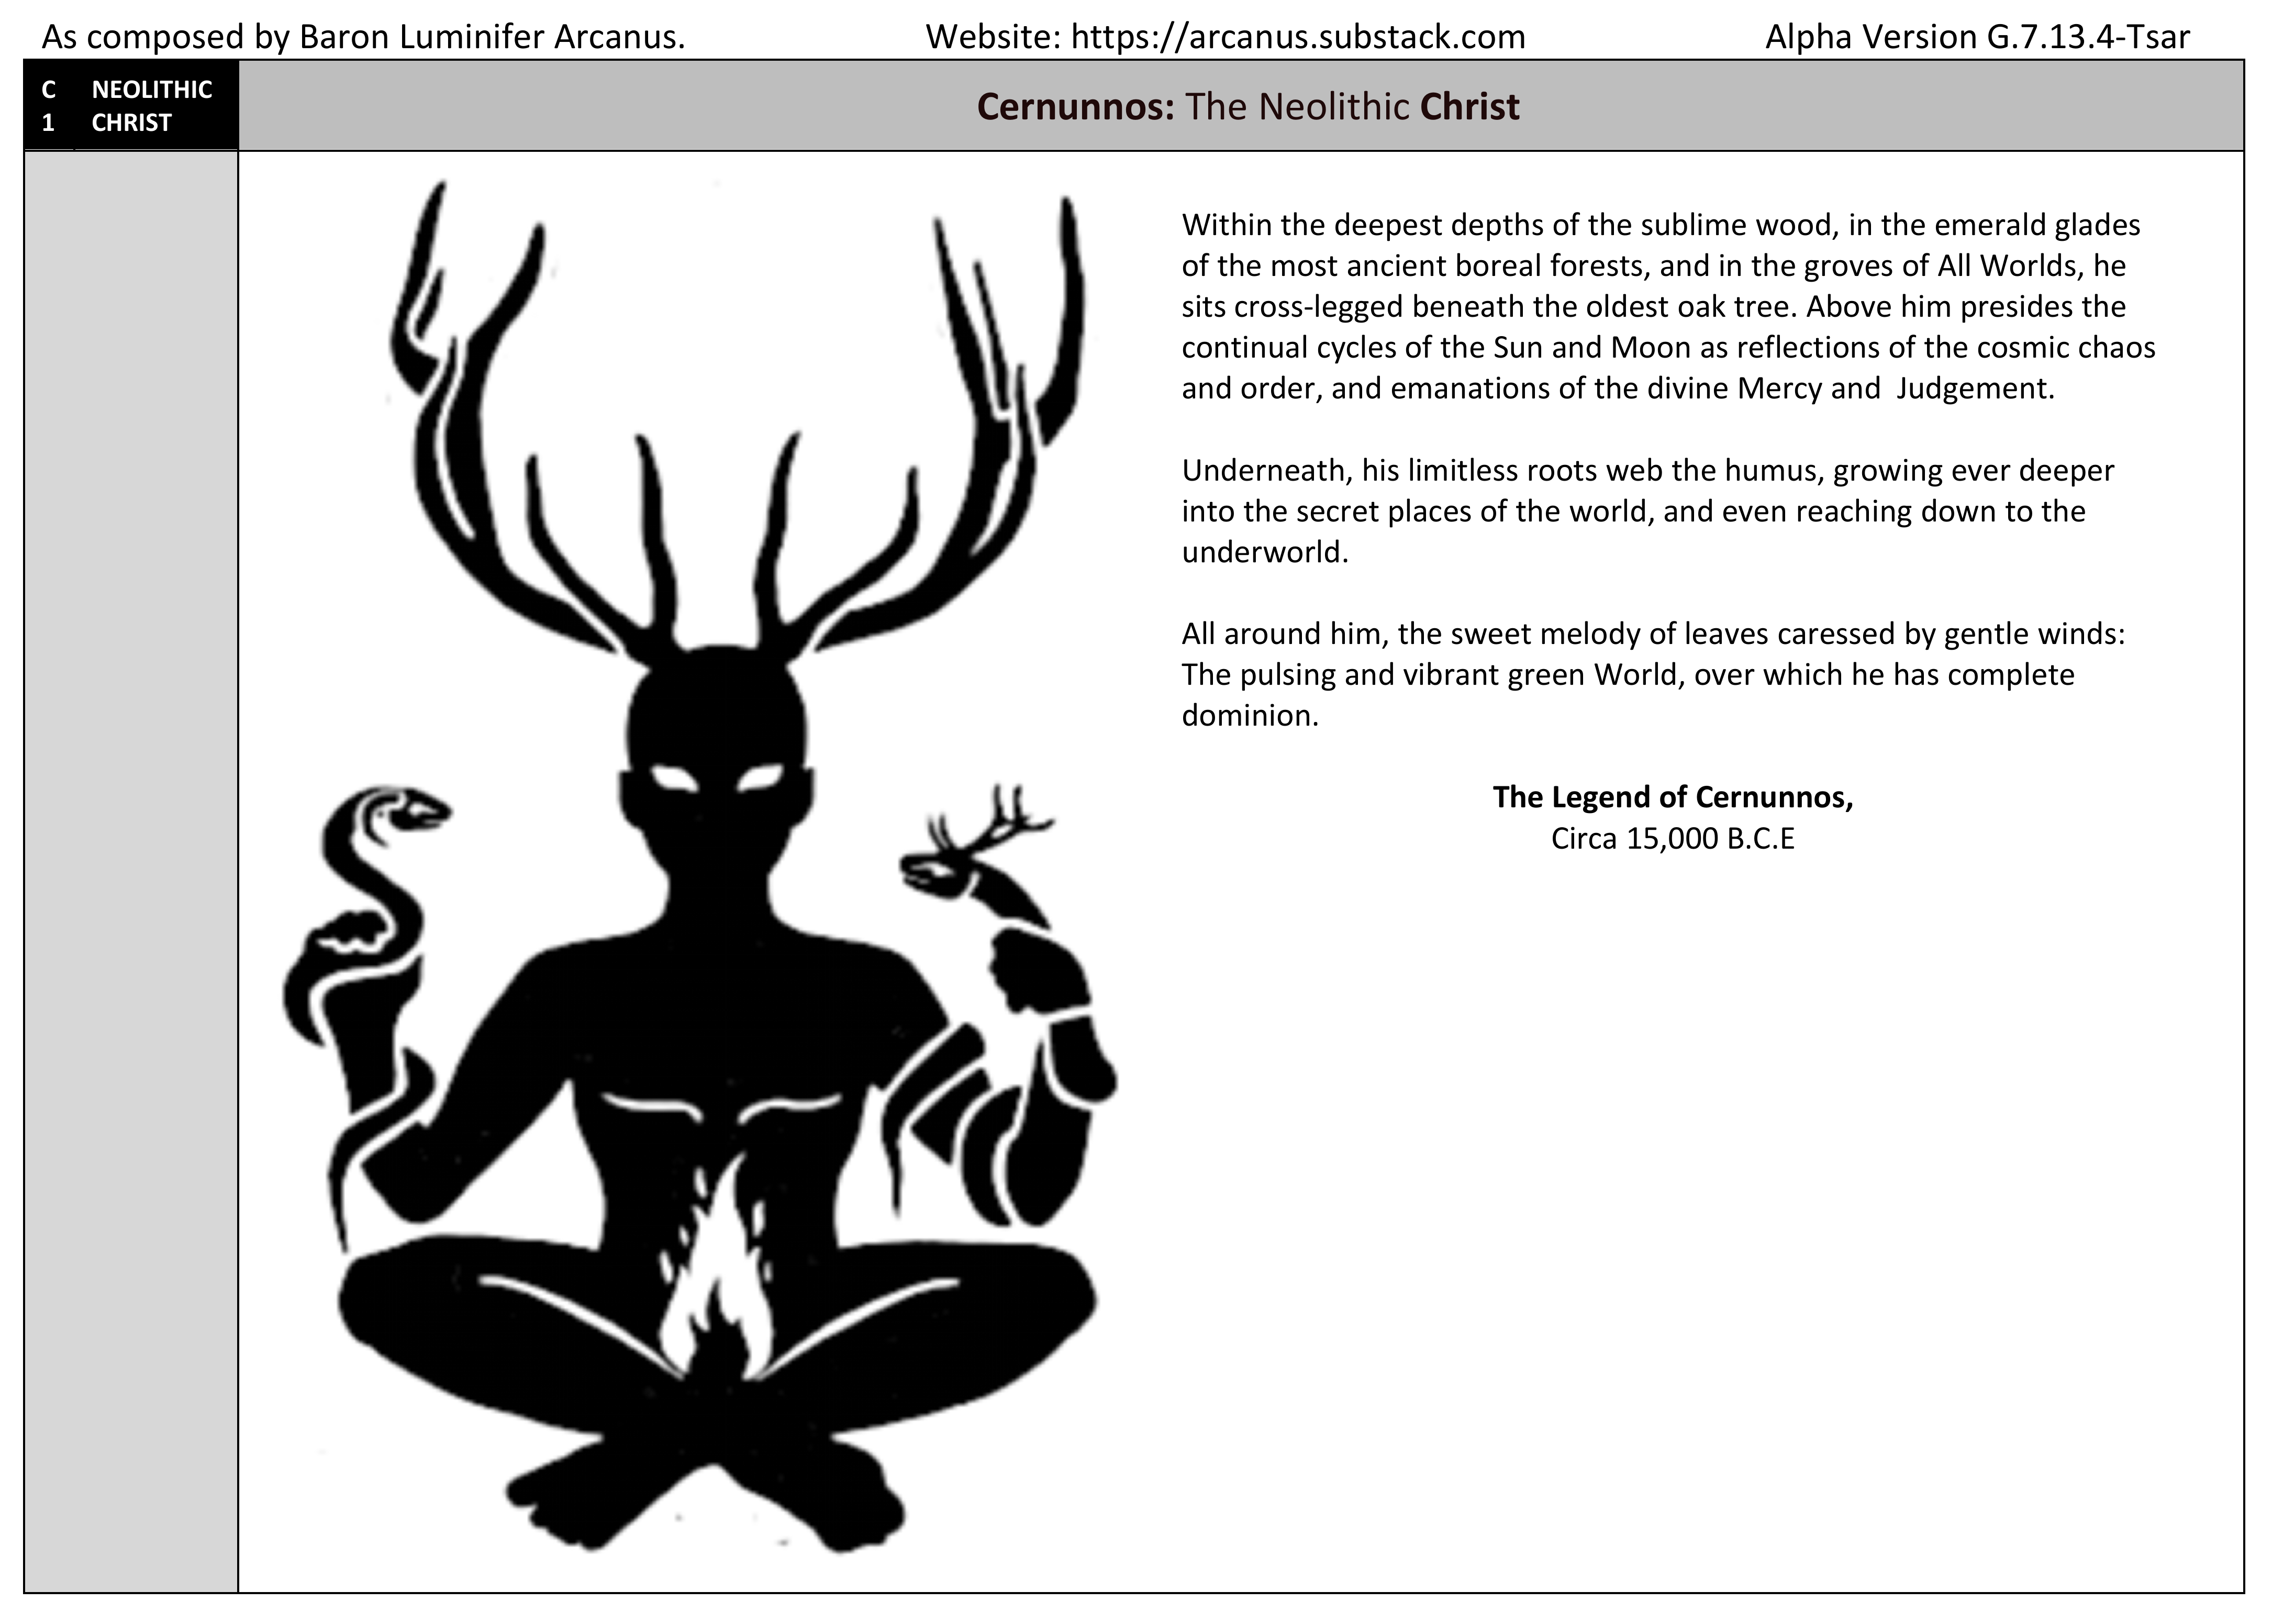 As composed by Baron Luminifer Arcanus. Website: https://arcanus.substack.com Alpha Version G.7.13.4-Tsar
C NEOLITHIC
1 CHRIST
Cernunnos: The Neolithic Christ
Within the deepest depths of the sublime wood, in the emerald glades
of the most ancient boreal forests, and in the groves of All Worlds, he
sits cross-legged beneath the oldest oak tree. Above him presides the
continual cycles of the Sun and Moon as reflections of the cosmic chaos
and order, and emanations of the divine Mercy and  Judgement.
Underneath, his limitless roots web the humus, growing ever deeper
into the secret places of the world, and even reaching down to the
underworld.
All around him, the sweet melody of leaves caressed by gentle winds:
The pulsing and vibrant green World, over which he has complete
dominion.
The Legend of Cernunnos,
Circa 15,000 B.C.E